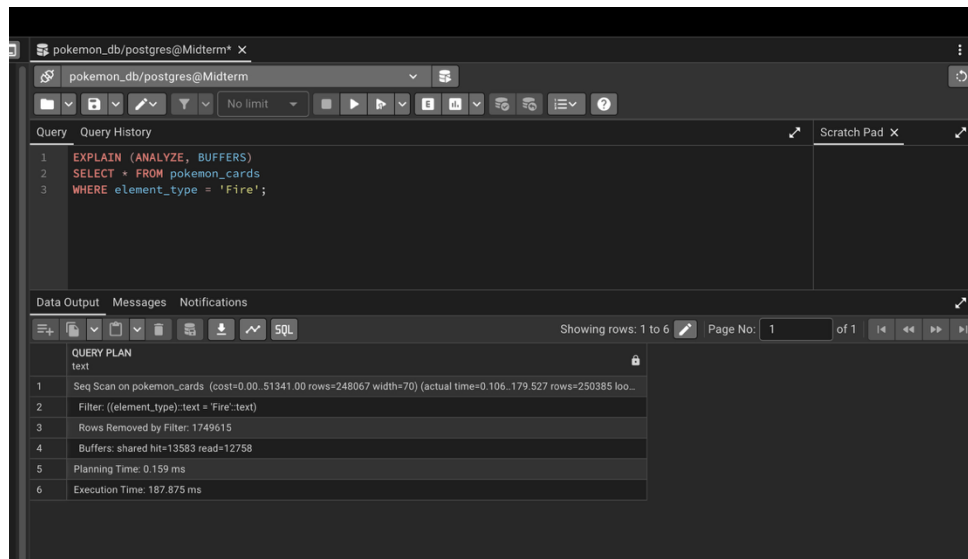 pokemon_db/postgres@Midterm* X
pokemon_db/postgres@Midterm
No limit
E
Query Query History
Scratch Pad X
1 EXPLAIN (ANALYZE, BUFFERS)
2 SELECT * FROM pokemon_cards
3 WHERE element_type = 'Fire';
Data Output Messages Notifications
SQL
Showing rows: 1 to 6
Page No: 1 of 1
QUERY PLAN
text
1 Seq Scan on pokemon_cards (cost=0.00..51341.00 rows=248067 width=70) (actual time=0.106..179.527 rows=250385 loo...
2 Filter: ((element_type)::text = 'Fire'::text)
3 Rows Removed by Filter: 1749615
4 Buffers: shared hit=13583 read=12758
5 Planning Time: 0.159 ms
6 Execution Time: 187.875 ms